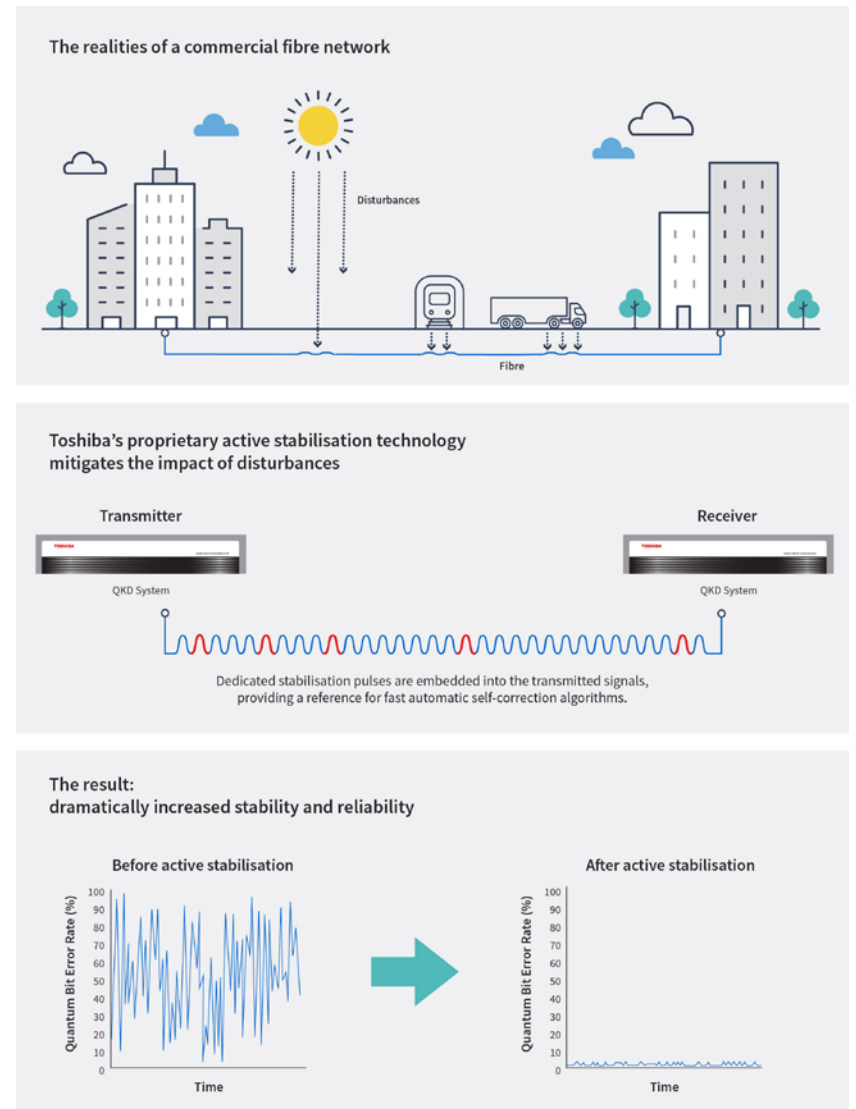 The realities of a commercial fibre network
Disturbances
Fibre
Toshiba’s proprietary active stabilisation technology
mitigates the impact of disturbances
Transmitter
Receiver
TOSHIBA
TOSHIBA
QKD System
QKD System
Dedicated stabilisation pulses are embedded into the transmitted signals,
providing a reference for fast automatic self-correction algorithms.
The result:
dramatically increased stability and reliability
Before active stabilisation
Quantum Bit Error Rate (%)
100
90
80
70
60
50
40
30
20
10
0
Time
After active stabilisation
Quantum Bit Error Rate (%)
100
90
80
70
60
50
40
30
20
10
0
Time